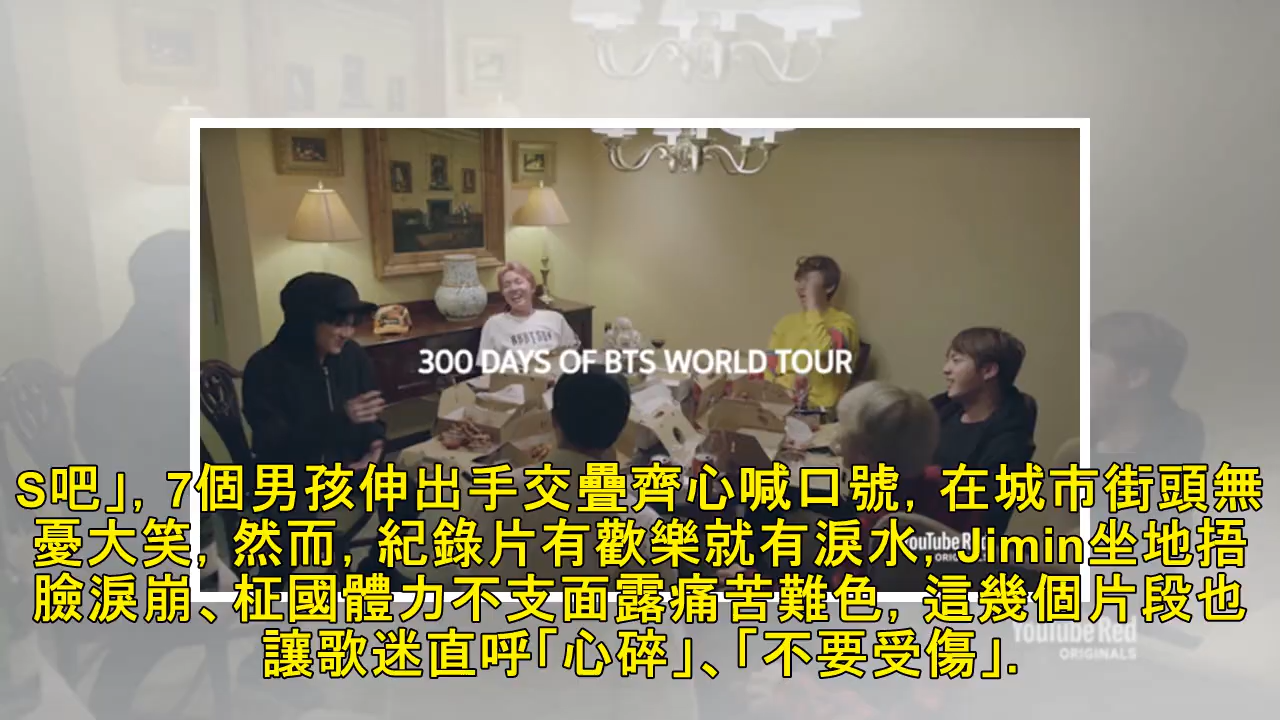 300 DAYS OF BTS WORLD TOUR
S吧」, 7個男孩伸出手交疊齊心喊口號, 在城市街頭無
憂大笑, 然而, 紀錄片有歡樂就有淚水, Jimin坐地捂
臉淚崩、柾國體力不支面露痛苦難色, 這幾個片段也
讓歌迷直呼「心碎」、「不要受傷」.
YouTube Red
ORIGINALS